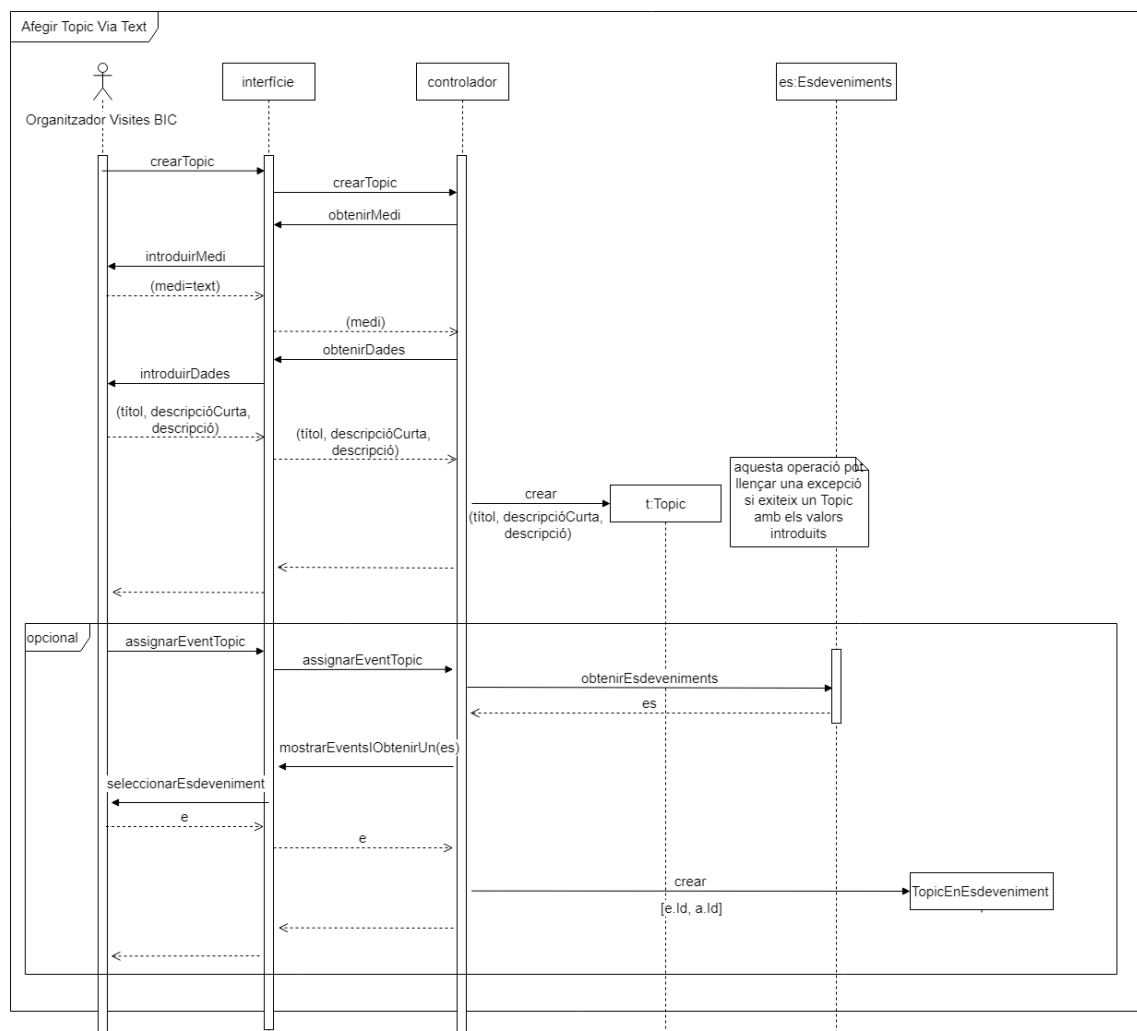 Afegir Topic Via Text
interfície
controlador
es:Esdeveniments
Organitzador Visites BIC
crearTopic
crearTopic
obtenirMedi
introduirMedi
(medi=text)
(medi)
obtenirDades
introduirDades
(títol, descripcióCurta,
descripció)
(títol, descripcióCurta,
descripció)
aquesta operació pot
llençar una excepció
si exiteix un Topic
amb els valors
introduits
crear
t:Topic
(títol, descripcióCurta,
descripció)
opcional
assignarEventTopic
assignarEventTopic
obtenirEsdeveniments
es
mostrarEventsIObtenirUn(es)
seleccionarEsdeveniment
e
e
crear
TopicEnEsdeveniment
[e.Id, a.Id]